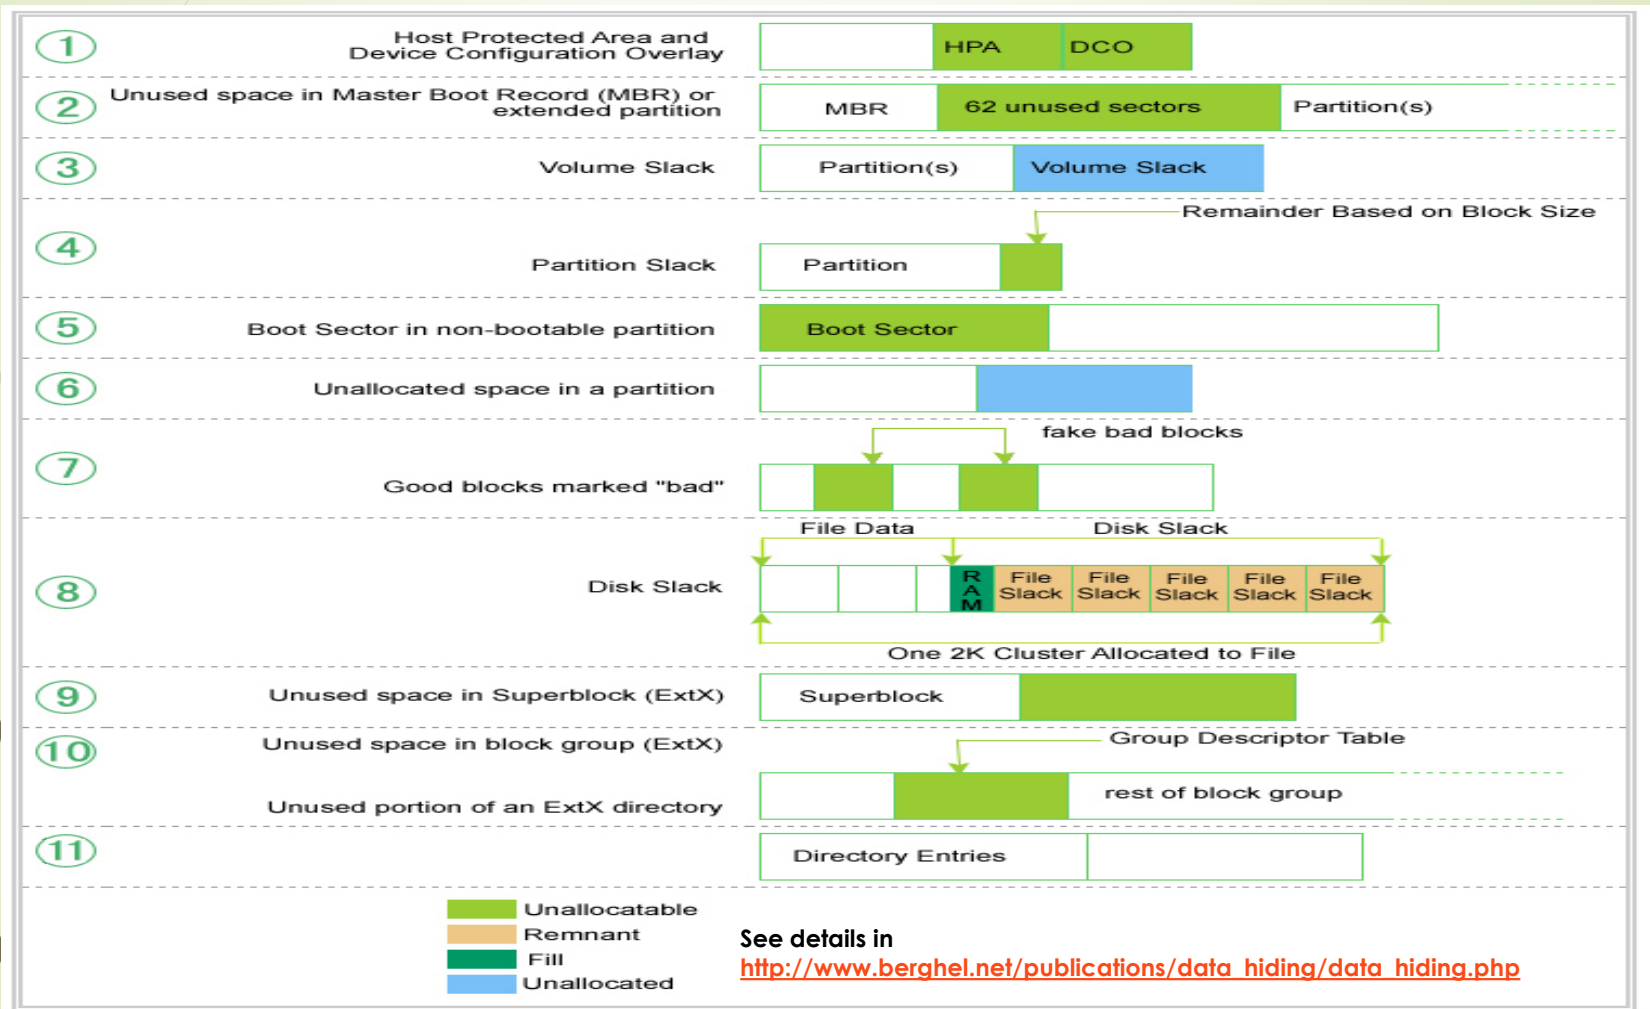 1
Host Protected Area and
Device Configuration Overlay
HPA
DCO
2
Unused space in Master Boot Record (MBR) or
extended partition
MBR
62 unused sectors
Partition(s)
3
Volume Slack
Partition(s)
Volume Slack
4
Partition Slack
Remainder Based on Block Size
Partition
5
Boot Sector in non-bootable partition
Boot Sector
6
Unallocated space in a partition
7
Good blocks marked "bad"
fake bad blocks
8
Disk Slack
File Data
Disk Slack
RAM
File
Slack
File
Slack
File
Slack
File
Slack
File
Slack
One 2K Cluster Allocated to File
9
Unused space in Superblock (ExtX)
Superblock
10
Unused space in block group (ExtX)
Group Descriptor Table
rest of block group
Unused portion of an ExtX directory
11
Directory Entries
Unallocatable
Remnant
Fill
Unallocated
See details in
http://www.berghel.net/publications/data_hiding/data_hiding.php